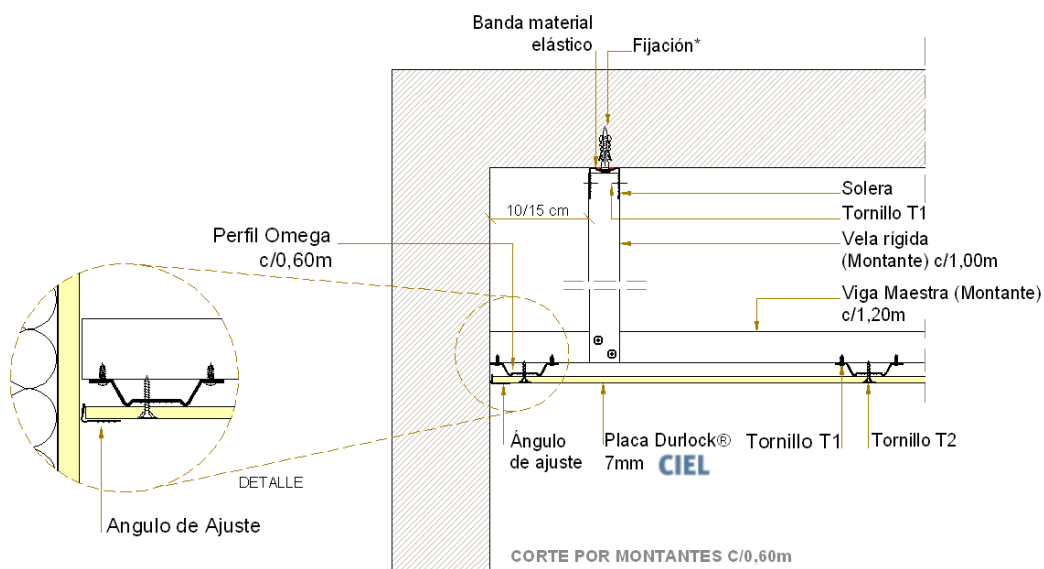 Banda material
elástico
Fijación*
Solera
10/15 cm
Tornillo T1
Perfil Omega
c/0,60m
Vela rígida
(Montante) c/1,00m
Viga Maestra (Montante)
c/1,20m
Ángulo
de ajuste
Placa Durlock®
7mm CIEL
Tornillo T1
Tornillo T2
DETALLE
Angulo de Ajuste
CORTE POR MONTANTES C/0,60m